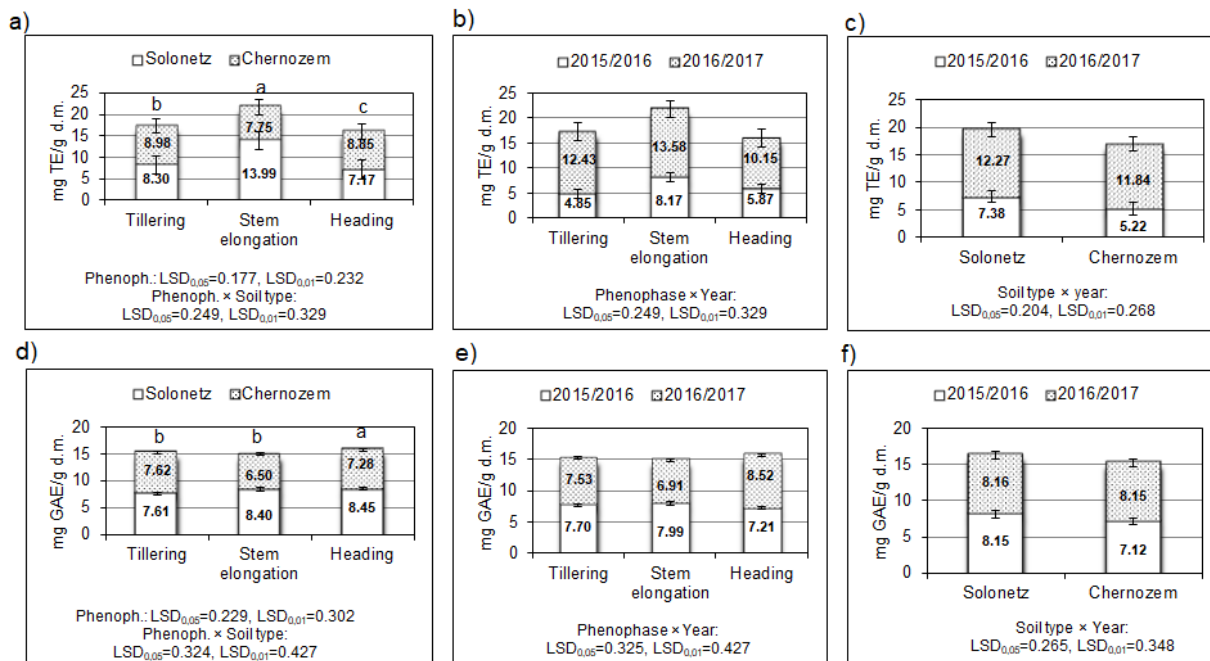 a)
□Solonetz □Chernozem
mg TE/g d.m.
25
20
15
10
5
0
b
a
c
8.98
7.75
8.85
8.30
13.99
7.17
Tillering
Stem
elongation
Heading
Phenoph.: LSD0,05=0.177, LSD0,01=0.232
Phenoph. × Soil type:
LSD0,05=0.249, LSD0,01=0.329
b)
□2015/2016 □2016/2017
mg TE/g d.m.
25
20
15
10
5
0
12.43
13.58
10.15
4.85
8.17
5.87
Tillering
Stem
elongation
Heading
Phenophase × Year:
LSD0,05=0.249, LSD0,01=0.329
c)
□2015/2016 □2016/2017
mg TE/g d.m.
25
20
15
10
5
0
12.27
11.84
7.38
5.22
Solonetz
Chernozem
Soil type × year:
LSD0,05=0.204, LSD0,01=0.268
d)
□Solonetz □Chernozem
mg GAE/g d.m.
20
15
10
5
0
b
b
a
7.62
6.50
7.28
7.61
8.40
8.45
Tillering
Stem
elongation
Heading
Phenoph.: LSD0,05=0.229, LSD0,01=0.302
Phenoph. × Soil type:
LSD0,05=0.324, LSD0,01=0.427
e)
□2015/2016 □2016/2017
mg GAE/g d.m.
20
15
10
5
0
7.53
6.91
8.52
7.70
7.99
7.21
Tillering
Stem
elongation
Heading
Phenophase × Year:
LSD0,05=0.325, LSD0,01=0.427
f)
□2015/2016 □2016/2017
mg GAE/g d.m.
20
15
10
5
0
8.16
8.15
8.15
7.12
Solonetz
Chernozem
Soil type × Year:
LSD0,05=0.265, LSD0,01=0.348